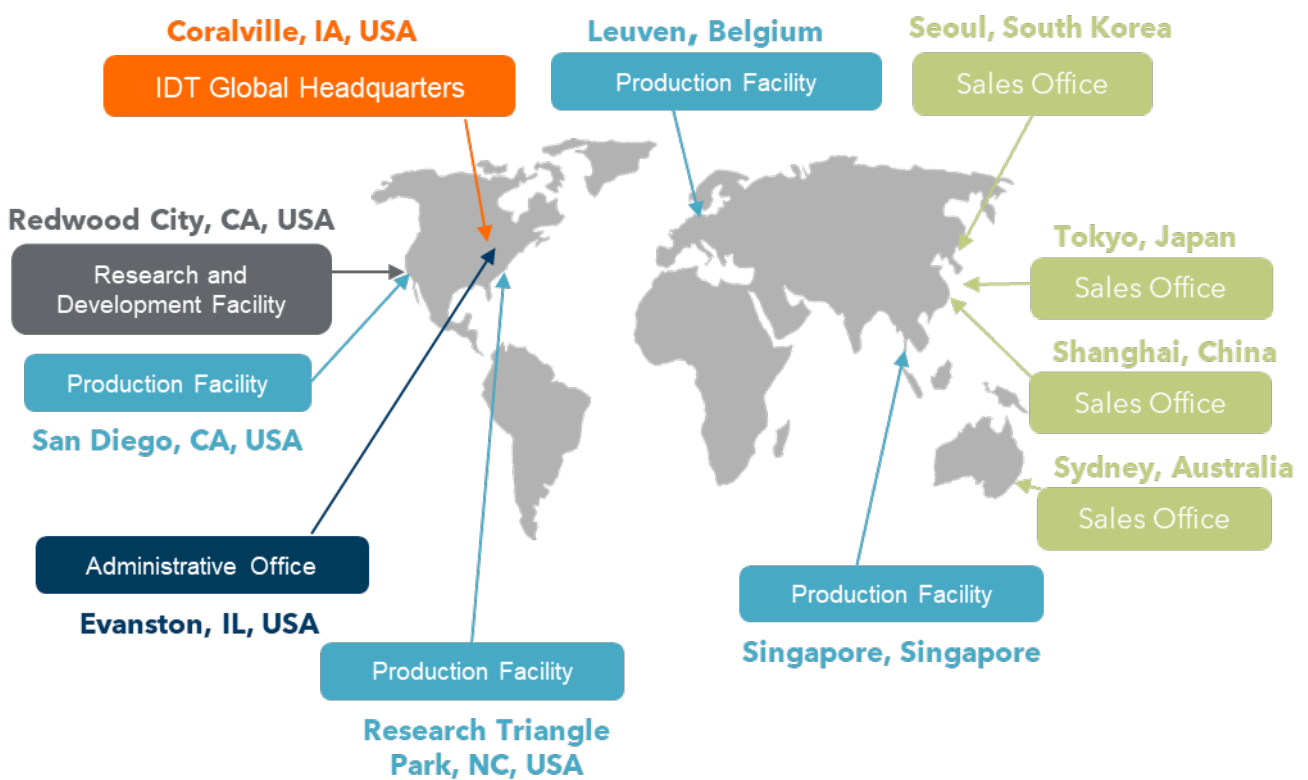 Coralville, IA, USA
IDT Global Headquarters
Leuven, Belgium
Production Facility
Seoul, South Korea
Sales Office
Redwood City, CA, USA
Research and
Development Facility
Production Facility
San Diego, CA, USA
Tokyo, Japan
Sales Office
Shanghai, China
Sales Office
Sydney, Australia
Sales Office
Administrative Office
Evanston, IL, USA
Production Facility
Research Triangle
Park, NC, USA
Production Facility
Singapore, Singapore